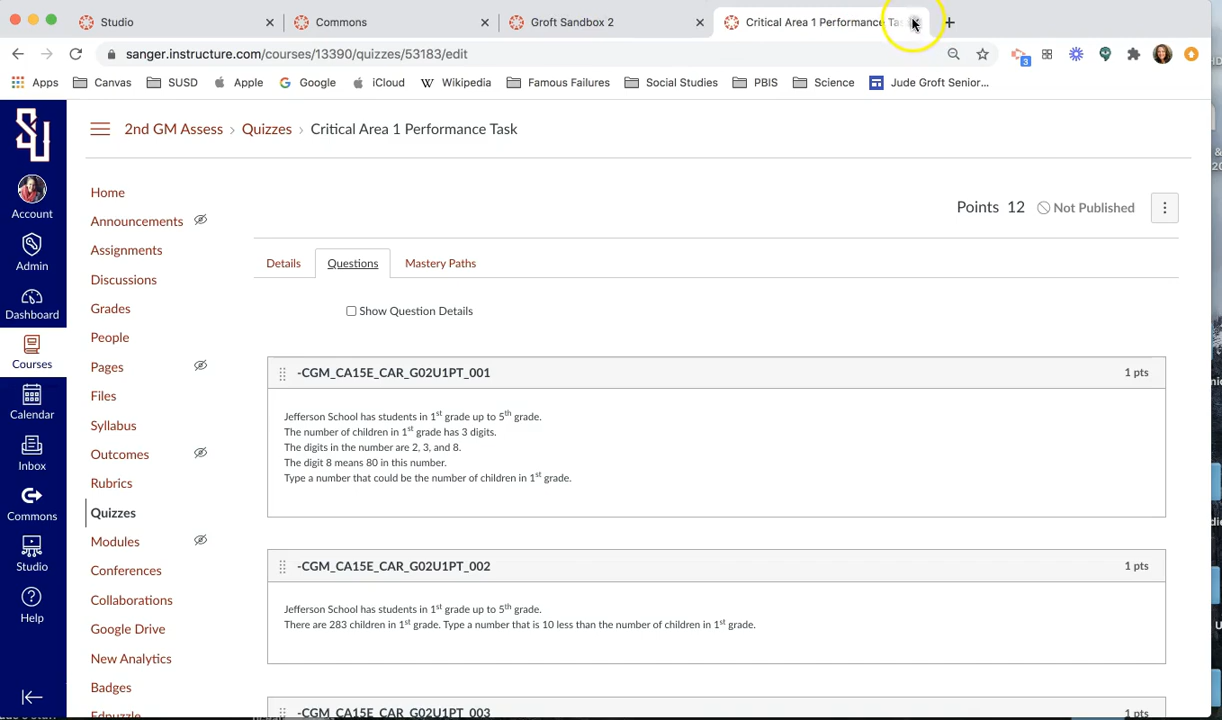 Studio
Commons
Groft Sandbox 2
Critical Area 1 Performance Tas
sanger.instructure.com/courses/13390/quizzes/53183/edit
3
Apps Canvas SUSD Apple Google iCloud Wikipedia Famous Failures Social Studies PBIS Science Jude Groft Senior...
2nd GM Assess › Quizzes › Critical Area 1 Performance Task
Account
Admin
Dashboard
Courses
Calendar
Inbox
Commons
Studio
Help
Home
Announcements
Assignments
Discussions
Grades
People
Pages
Files
Syllabus
Outcomes
Rubrics
Quizzes
Modules
Conferences
Collaborations
Google Drive
New Analytics
Badges
Edpuzzle
Points 12 Not Published
Details Questions Mastery Paths
Show Question Details
-CGM_CA15E_CAR_G02U1PT_001 1 pts
Jefferson School has students in 1st grade up to 5th grade.
The number of children in 1st grade has 3 digits.
The digits in the number are 2, 3, and 8.
The digit 8 means 80 in this number.
Type a number that could be the number of children in 1st grade.
-CGM_CA15E_CAR_G02U1PT_002 1 pts
Jefferson School has students in 1st grade up to 5th grade.
There are 283 children in 1st grade. Type a number that is 10 less than the number of children in 1st grade.
-CGM_CA15E_CAR_G02U1PT_003 1 pts